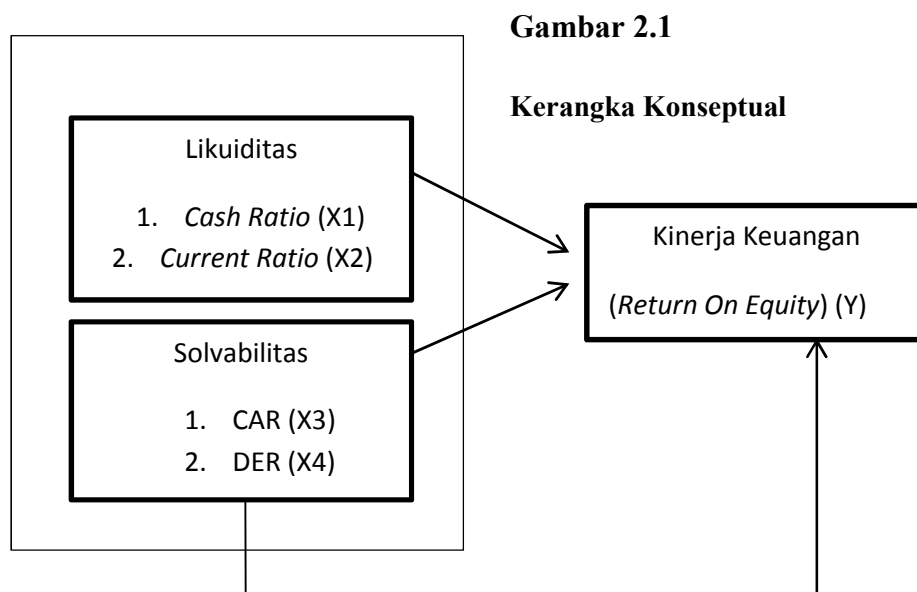 Gambar 2.1
Kerangka Konseptual
Likuiditas
1. Cash Ratio (X1)
2. Current Ratio (X2)
Solvabilitas
1. CAR (X3)
2. DER (X4)
Kinerja Keuangan
(Return On Equity) (Y)